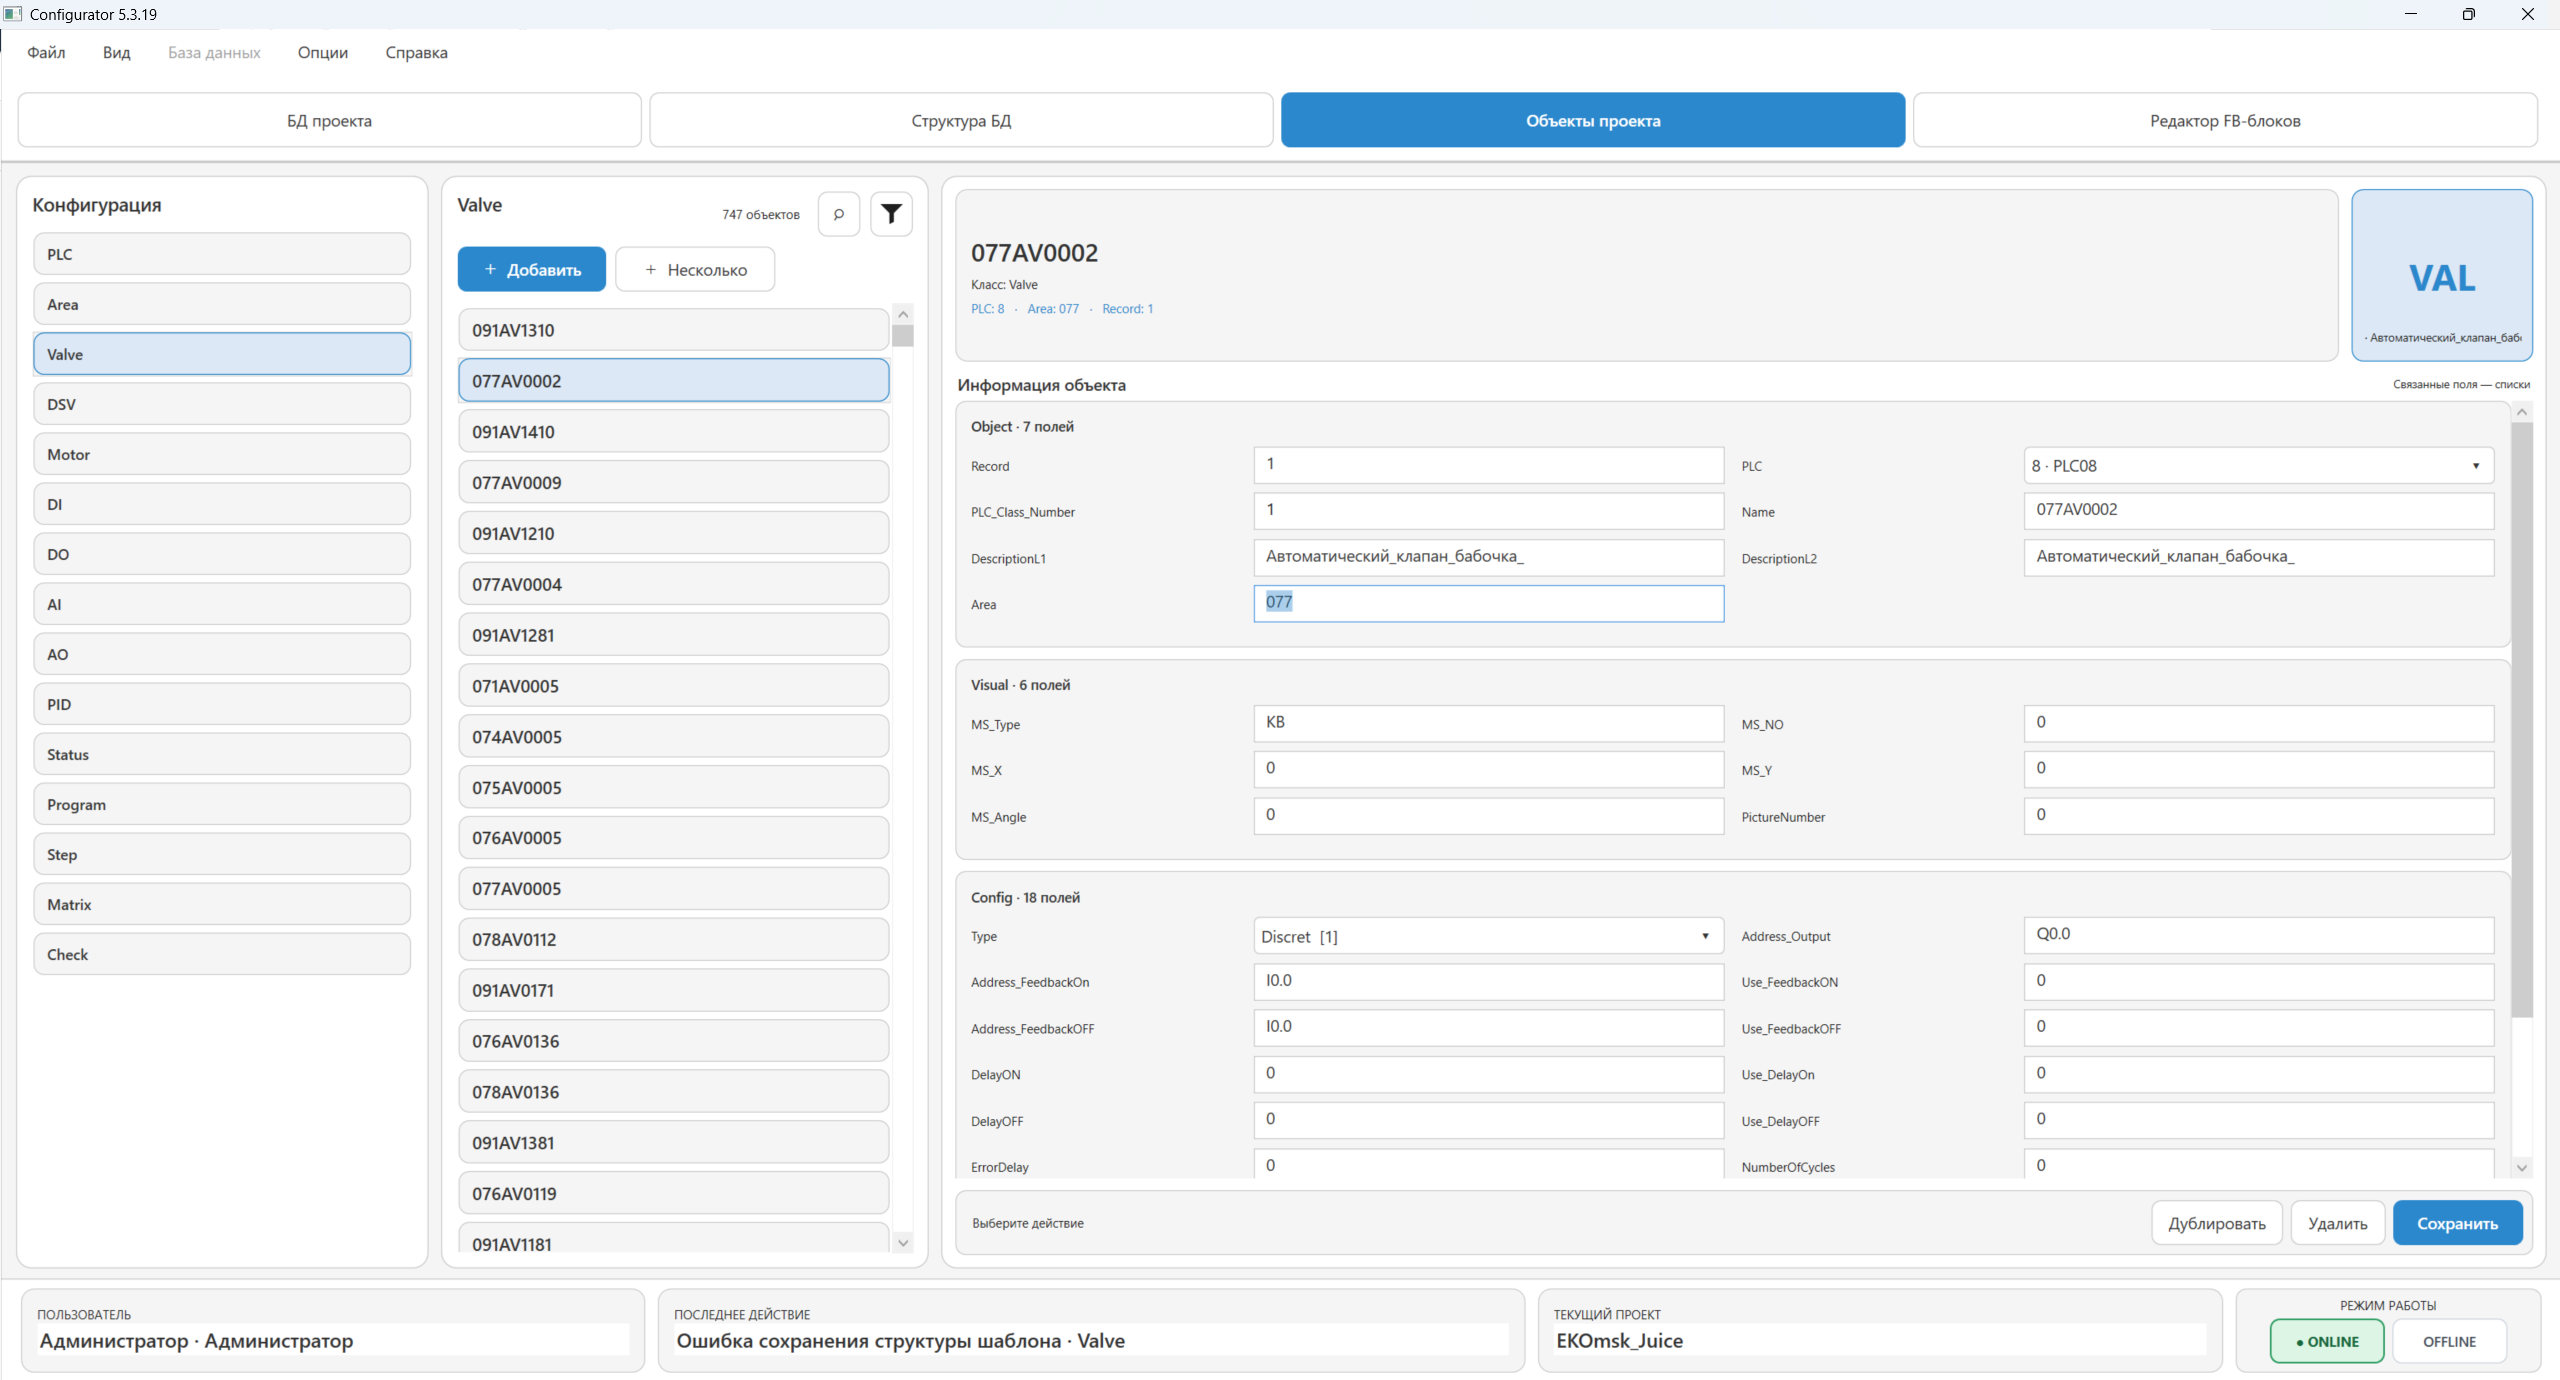 Configurator 5.3.19
Файл Вид База данных Опции Справка
БД проекта Структура БД Объекты проекта Редактор FB-блоков
Конфигурация
PLC
Area
Valve
DSV
Motor
DI
DO
AI
AO
PID
Status
Program
Step
Matrix
Check
Valve
747 объектов
+ Добавить + Несколько
091AV1310
077AV0002
091AV1410
077AV0009
091AV1210
077AV0004
091AV1281
071AV0005
074AV0005
075AV0005
076AV0005
077AV0005
078AV0112
091AV0171
076AV0136
078AV0136
091AV1381
076AV0119
091AV1181
077AV0002
Класс: Valve
PLC: 8 · Area: 077 · Record: 1
VAL
· Автоматический_клапан_баб
Информация объекта
Связанные поля — списки
Object · 7 полей
Record 1 PLC 8 · PLC08
PLC_Class_Number 1 Name 077AV0002
DescriptionL1 Автоматический_клапан_бабочка_ DescriptionL2 Автоматический_клапан_бабочка_
Area 077
Visual · 6 полей
MS_Type КВ MS_NO 0
MS_X 0 MS_Y 0
MS_Angle 0 PictureNumber 0
Config · 18 полей
Type Discret [1] Address_Output Q0.0
Address_FeedbackOn I0.0 Use_FeedbackON 0
Address_FeedbackOFF I0.0 Use_FeedbackOFF 0
DelayON 0 Use_DelayOn 0
DelayOFF 0 Use_DelayOFF 0
ErrorDelay 0 NumberOfCycles 0
Выберите действие
Дублировать Удалить Сохранить
ПОЛЬЗОВАТЕЛЬ
Администратор · Администратор
ПОСЛЕДНЕЕ ДЕЙСТВИЕ
Ошибка сохранения структуры шаблона · Valve
ТЕКУЩИЙ ПРОЕКТ
EKOmsk_Juice
РЕЖИМ РАБОТЫ
• ONLINE OFFLINE